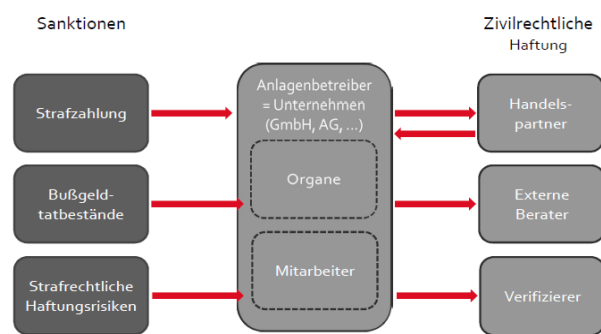 Sanktionen
Zivilrechtliche
Haftung
Strafzahlung
Anlagenbetreiber
= Unternehmen
(GmbH, AG, ...)
Handels-
partner
Bußgeld-
tatbestände
Organe
Externe
Berater
Strafrechtliche
Haftungsrisiken
Mitarbeiter
Verifizierer